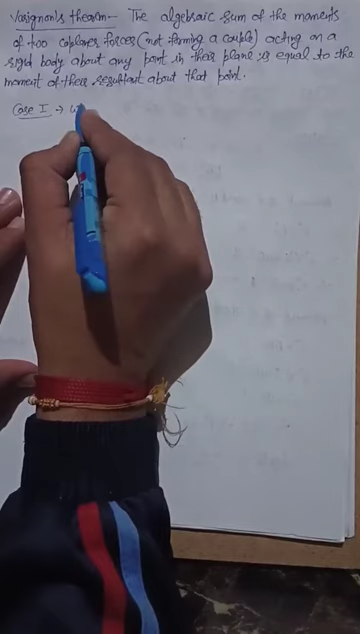 Varignon's theorem:- The algebraic sum of the moments
of two coplaner forces (not forming a couple) acting on a
rigid body about any point in their plane is equal to the
moment of their resultant about that point.
Case I → w